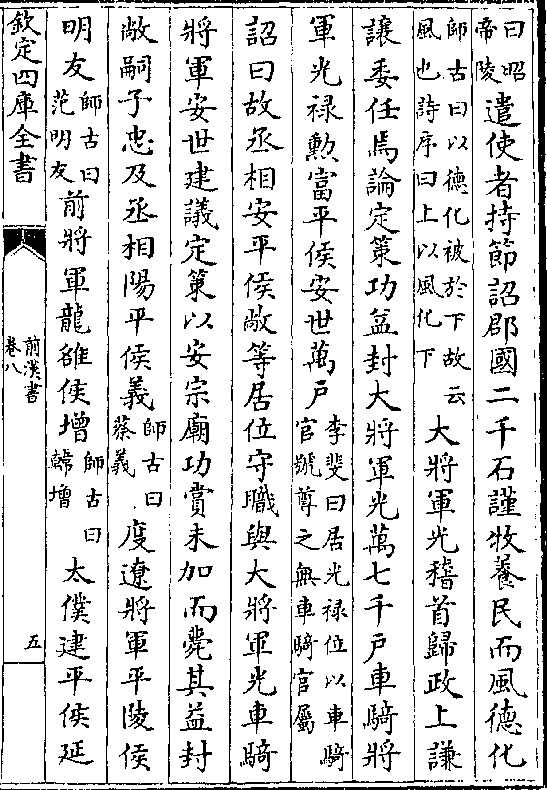 曰昭
帝陵
遣使者持節詔郡國二千石謹牧養民而風德化
師古曰以德化被於下故云
風也詩序曰上以風化下
大將軍光稽首歸政上謙
讓委任焉論定策功益封大將軍光萬七千戶車騎將
軍光祿勲富平侯安世萬戶
李斐曰居光祿位以車騎
官號尊之無車騎官屬
詔曰故丞相安平侯敞等居位守職與大將軍光車騎
將軍安世建議定策以安宗廟功賞未加而薨其益封
敞嗣子忠及丞相陽平侯義
師古曰
蔡義
度遼將軍平陵侯
明友
師古曰
范明友
前將軍龍雒侯增
師古曰
韓增
太僕建平侯延
欽定四庫全書
前漢書
卷八
五